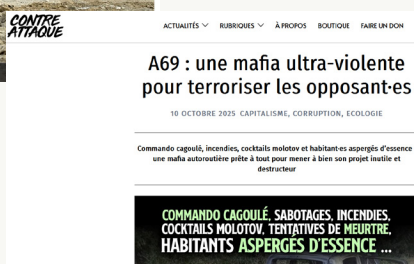 CONTRE
ATTAQUE
ACTUALITÉS RUBRIQUES À PROPOS BOUTIQUE FAIRE UN DON
A69 : une mafia ultra-violente
pour terroriser les opposant·es
10 OCTOBRE 2025 CAPITALISME, CORRUPTION, ECOLOGIE
Commando cagoulé, incendies, cocktails molotov et habitant·es aspergés d'essence
une mafia autoroutière prête à tout pour mener à bien son projet inutile et
destructeur
COMMANDO CAGOULÉ, SABOTAGES, INCENDIES,
COCKTAILS MOLOTOV, TENTATIVES DE MEURTRE,
HABITANTS ASPERGÉS D'ESSENCE ...